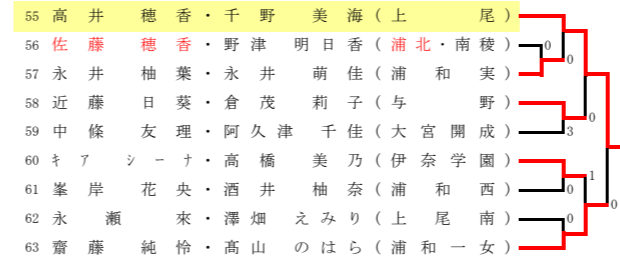 55 高井 穂香・千野 美海(上 尾)
56 佐藤 穂香・野津 明日香(浦北・南稜) 0
57 永井 柚葉・永井 萌佳(浦和実) 0
58 近藤 日葵・倉茂 莉子(与 野) 0
59 中條 友理・阿久津 千佳(大宮開成) 3
60 キア シーナ・高橋 美乃(伊奈学園) 1
61 峯岸 花央・酒井 柚奈(浦和西) 0
62 永瀬 來・澤畑 えみり(上尾南) 0 0
63 齋藤 純怜・髙山 のはら(浦和一女)